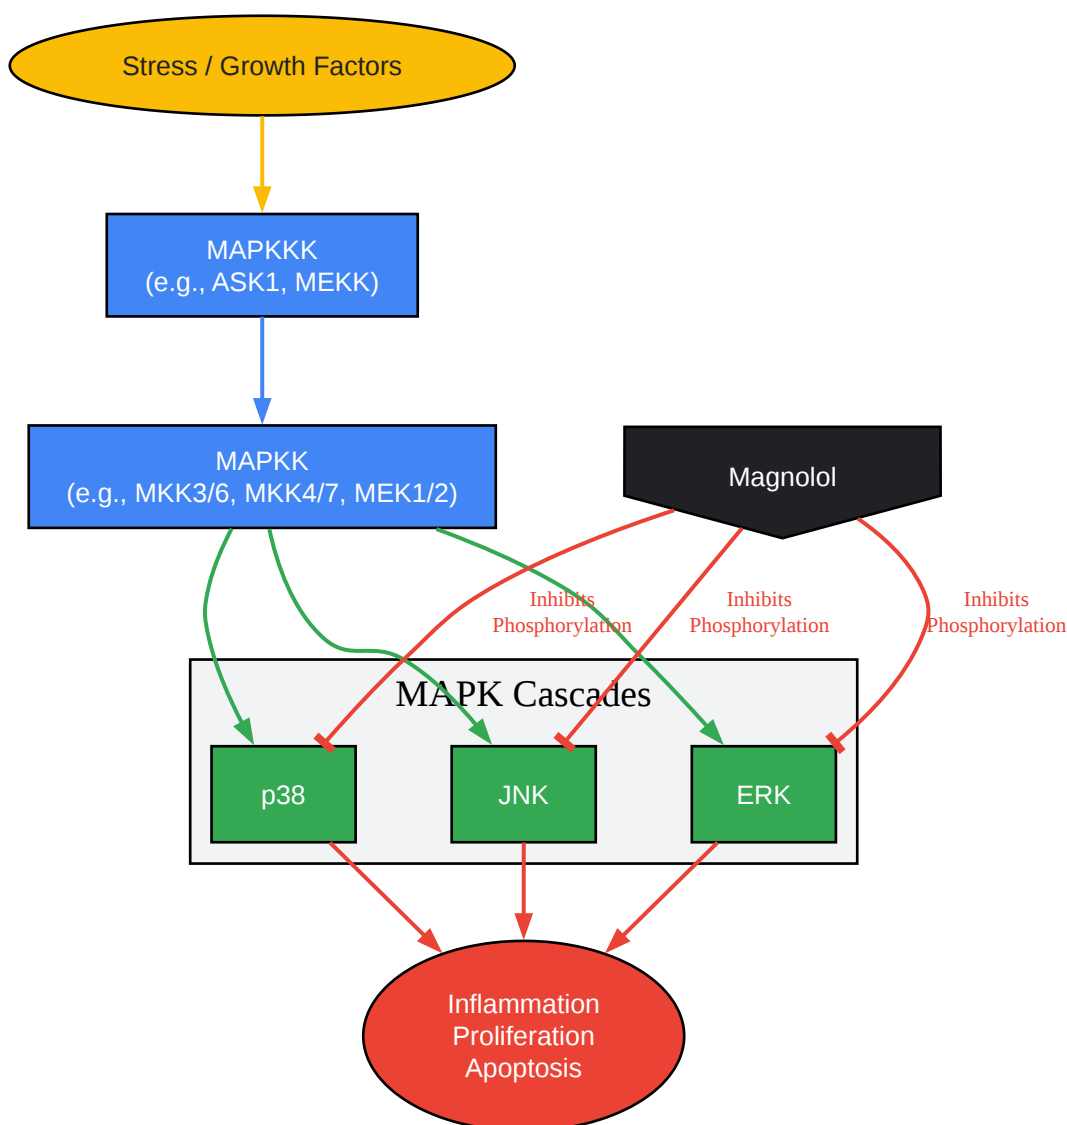 Stress / Growth Factors
MAPKKK
(e.g., ASK1, MEKK)
MAPKK
(e.g., MKK3/6, MKK4/7, MEK1/2)
Magnolol
Inhibits
Phosphorylation
Inhibits
Phosphorylation
Inhibits
Phosphorylation
MAPK Cascades
p38
JNK
ERK
Inflammation
Proliferation
Apoptosis